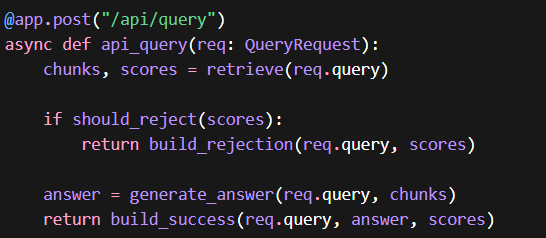 @app.post("/api/query")
async def api_query(req: QueryRequest):
    chunks, scores = retrieve(req.query)

    if should_reject(scores):
        return build_rejection(req.query, scores)

    answer = generate_answer(req.query, chunks)
    return build_success(req.query, answer, scores)